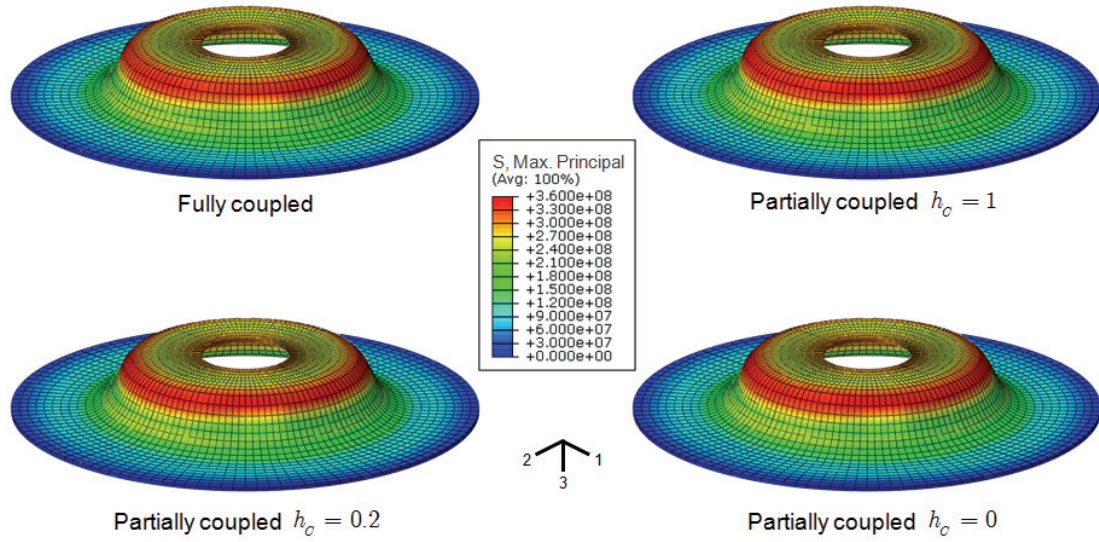 Fully coupled
Partially coupled h_c = 1
S, Max. Principal
(Avg: 100%)
+3.600e+08
+3.300e+08
+3.000e+08
+2.700e+08
+2.400e+08
+2.100e+08
+1.800e+08
+1.500e+08
+1.200e+08
+9.000e+07
+6.000e+07
+3.000e+07
+0.000e+00
2 1
3
Partially coupled h_c = 0.2
Partially coupled h_c = 0